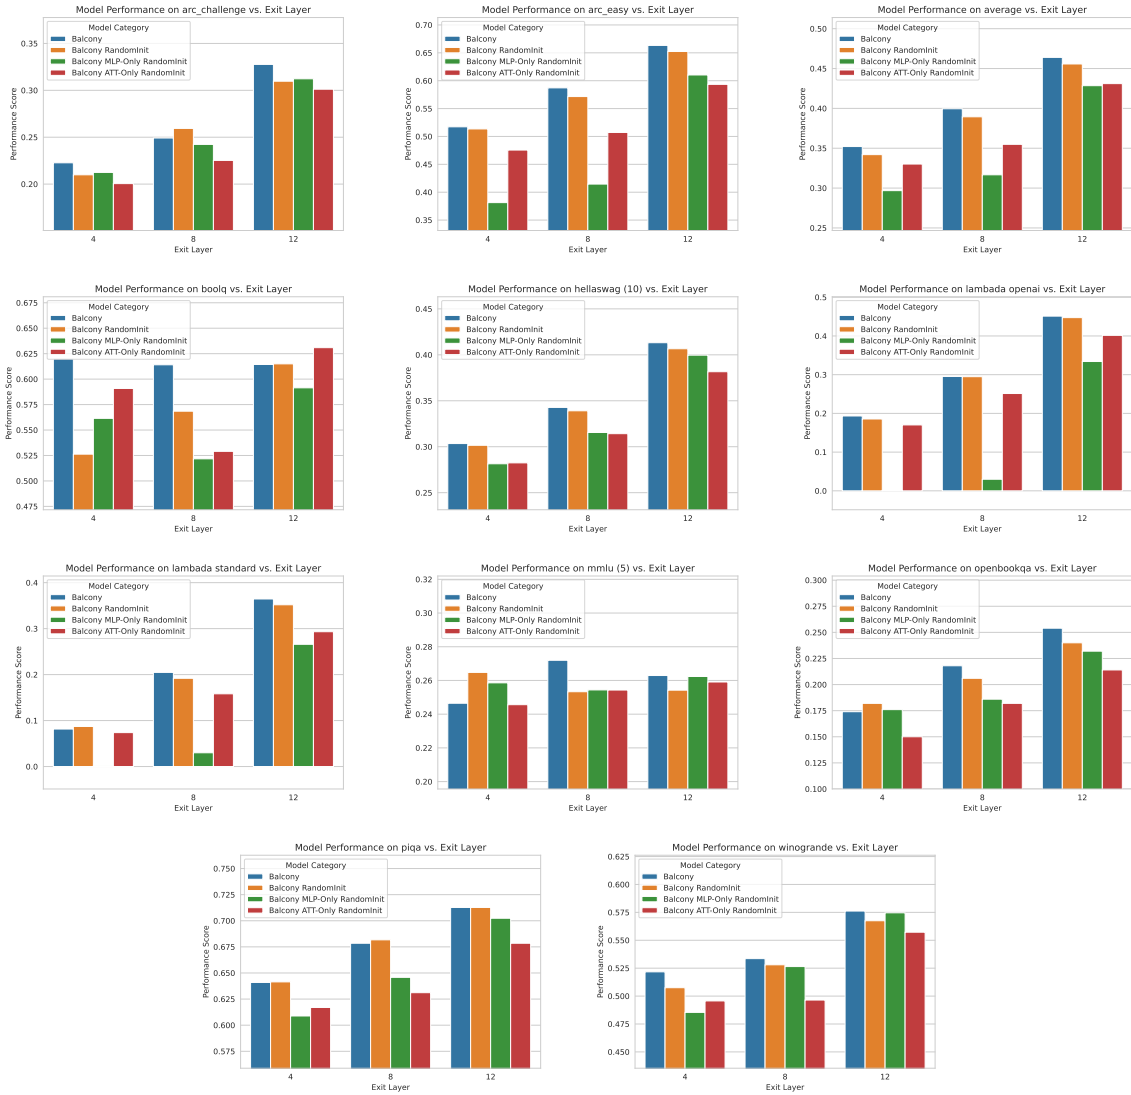 Model Performance on arc_challenge vs. Exit Layer
Model Category
Balcony
Balcony RandomInit
Balcony MLP-Only RandomInit
Balcony ATT-Only RandomInit
Performance Score
0.35
0.30
0.25
0.20
4 8 12
Exit Layer
Model Performance on arc_easy vs. Exit Layer
Model Category
Balcony
Balcony RandomInit
Balcony MLP-Only RandomInit
Balcony ATT-Only RandomInit
Performance Score
0.70
0.65
0.60
0.55
0.50
0.45
0.40
0.35
4 8 12
Exit Layer
Model Performance on average vs. Exit Layer
Model Category
Balcony
Balcony RandomInit
Balcony MLP-Only RandomInit
Balcony ATT-Only RandomInit
Performance Score
0.50
0.45
0.40
0.35
0.30
0.25
4 8 12
Exit Layer
Model Performance on boolq vs. Exit Layer
Model Category
Balcony
Balcony RandomInit
Balcony MLP-Only RandomInit
Balcony ATT-Only RandomInit
Performance Score
0.675
0.650
0.625
0.600
0.575
0.550
0.525
0.500
0.475
4 8 12
Exit Layer
Model Performance on hellaswag (10) vs. Exit Layer
Model Category
Balcony
Balcony RandomInit
Balcony MLP-Only RandomInit
Balcony ATT-Only RandomInit
Performance Score
0.45
0.40
0.35
0.30
0.25
4 8 12
Exit Layer
Model Performance on lambada openai vs. Exit Layer
Model Category
Balcony
Balcony RandomInit
Balcony MLP-Only RandomInit
Balcony ATT-Only RandomInit
Performance Score
0.5
0.4
0.3
0.2
0.1
0.0
4 8 12
Exit Layer
Model Performance on lambada standard vs. Exit Layer
Model Category
Balcony
Balcony RandomInit
Balcony MLP-Only RandomInit
Balcony ATT-Only RandomInit
Performance Score
0.4
0.3
0.2
0.1
0.0
4 8 12
Exit Layer
Model Performance on mmlu (5) vs. Exit Layer
Model Category
Balcony
Balcony RandomInit
Balcony MLP-Only RandomInit
Balcony ATT-Only RandomInit
Performance Score
0.32
0.30
0.28
0.26
0.24
0.22
0.20
4 8 12
Exit Layer
Model Performance on openbookqa vs. Exit Layer
Model Category
Balcony
Balcony RandomInit
Balcony MLP-Only RandomInit
Balcony ATT-Only RandomInit
Performance Score
0.300
0.275
0.250
0.225
0.200
0.175
0.150
0.125
0.100
4 8 12
Exit Layer
Model Performance on piqa vs. Exit Layer
Model Category
Balcony
Balcony RandomInit
Balcony MLP-Only RandomInit
Balcony ATT-Only RandomInit
Performance Score
0.750
0.725
0.700
0.675
0.650
0.625
0.600
0.575
4 8 12
Exit Layer
Model Performance on winogrande vs. Exit Layer
Model Category
Balcony
Balcony RandomInit
Balcony MLP-Only RandomInit
Balcony ATT-Only RandomInit
Performance Score
0.625
0.600
0.575
0.550
0.525
0.500
0.475
0.450
4 8 12
Exit Layer